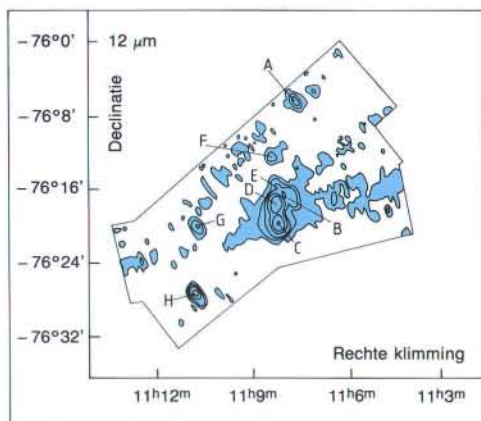 -76°0'
12 µm
Declinatie
A
-76°8'
F
-76°16'
E
D
B
G
C
-76°24'
H
-76°32'
Rechte klimming
11ʰ12ᵐ
11ʰ9ᵐ
11ʰ6ᵐ
11ʰ3ᵐ